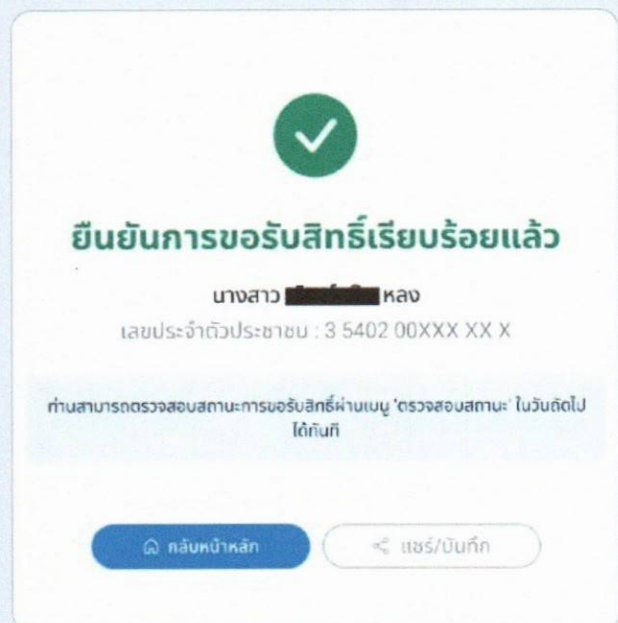 ยืนยันการขอรับสิทธิ์เรียบร้อยแล้ว
นางสาว หลง
เลขประจำตัวประชาชน : 3 5402 00XXX XX X
ท่านสามารถตรวจสอบสถานะการขอรับสิทธิ์ผ่านเมนู 'ตรวจสอบสถานะ' ในวันถัดไป
ได้ทันที
กลับหน้าหลัก
แชร์/บันทึก